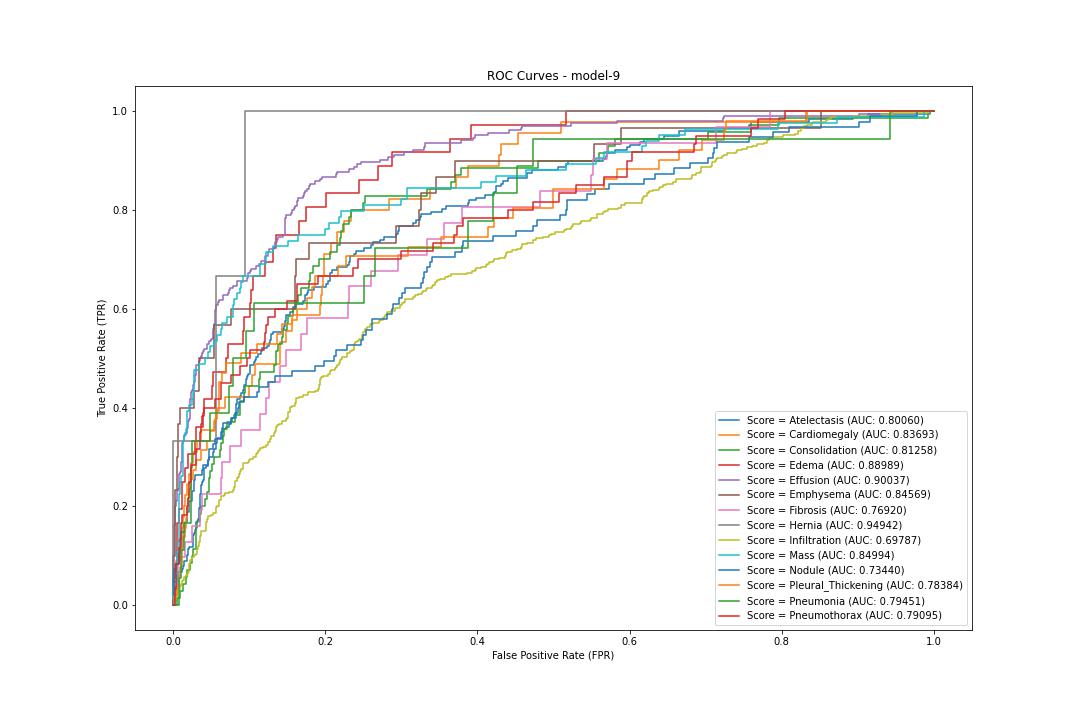 ROC Curves - model-9
1.0
0.8
0.6
0.4
0.2
0.0
True Positive Rate (TPR)
Score = Atelectasis (AUC: 0.80060)
Score = Cardiomegaly (AUC: 0.83693)
Score = Consolidation (AUC: 0.81258)
Score = Edema (AUC: 0.88989)
Score = Effusion (AUC: 0.90037)
Score = Emphysema (AUC: 0.84569)
Score = Fibrosis (AUC: 0.76920)
Score = Hernia (AUC: 0.94942)
Score = Infiltration (AUC: 0.69787)
Score = Mass (AUC: 0.84994)
Score = Nodule (AUC: 0.73440)
Score = Pleural_Thickening (AUC: 0.78384)
Score = Pneumonia (AUC: 0.79451)
Score = Pneumothorax (AUC: 0.79095)
0.0 0.2 0.4 0.6 0.8 1.0
False Positive Rate (FPR)